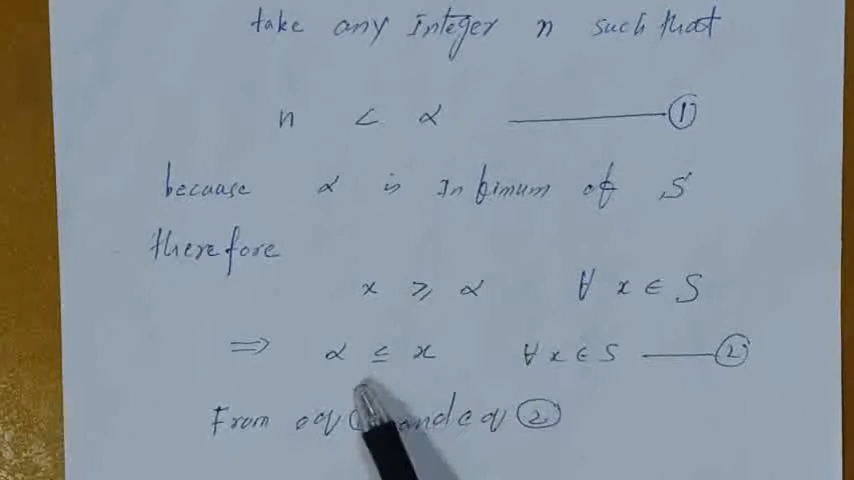 take any Integer n such that
n < α ——— ①
because α is Infimum of S
therefore
x ⩾ α ∀ x ∈ S
⇒ α ≤ x ∀ x ∈ S ——— ②
From eq and eq ②